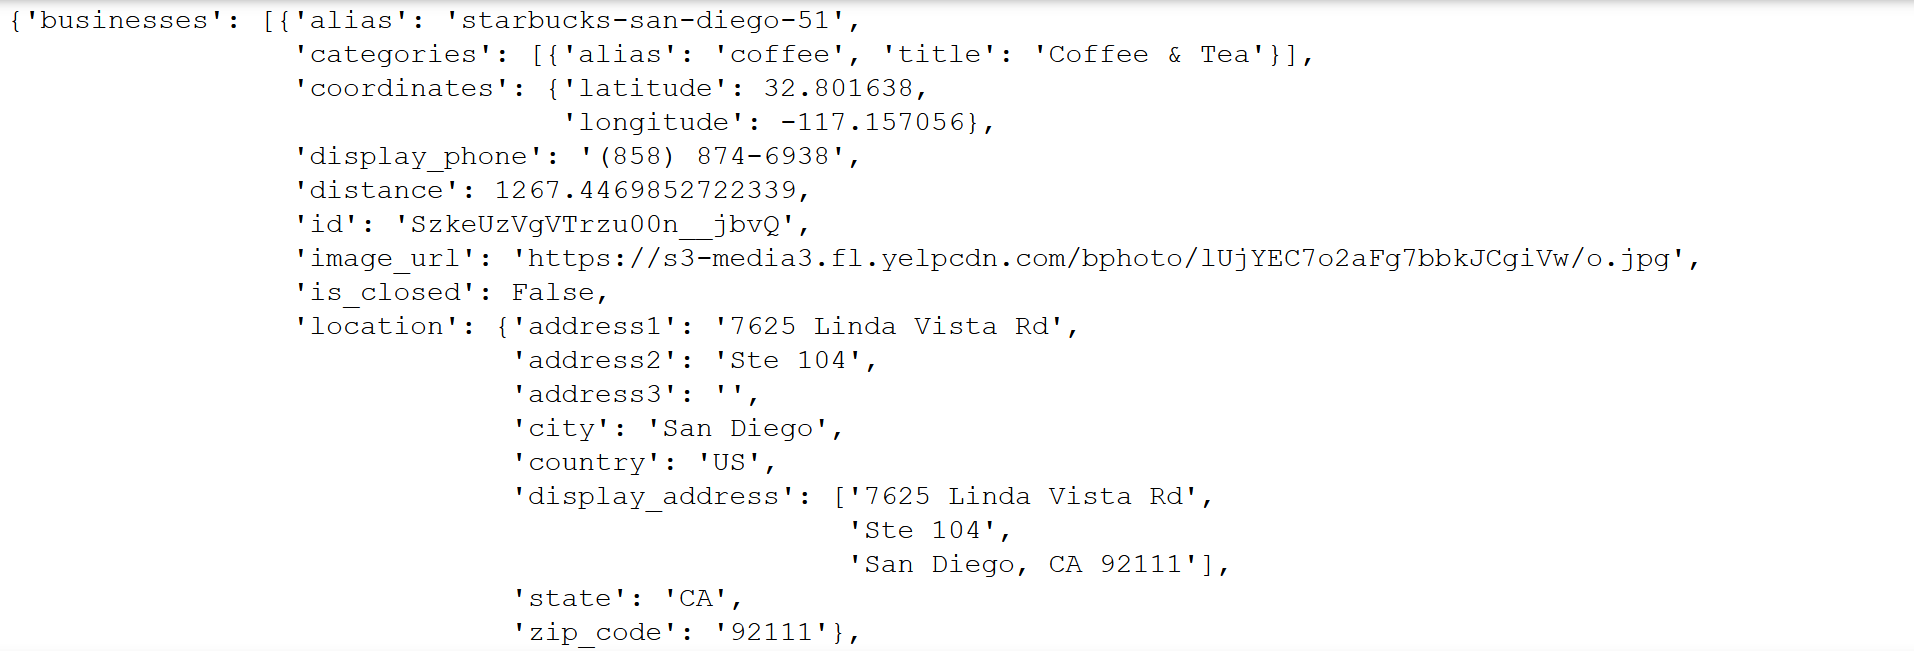 {'businesses': [{'alias': 'starbucks-san-diego-51',
'categories': [{'alias': 'coffee', 'title': 'Coffee & Tea'}],
'coordinates': {'latitude': 32.801638,
'longitude': -117.157056},
'display_phone': '(858) 874-6938',
'distance': 1267.4469852722339,
'id': 'SzkeUzVgVTrzu00n__jbvQ',
'image_url': 'https://s3-media3.fl.yelpcdn.com/bphoto/lUjYEC7o2aFg7bbkJCgiVw/o.jpg',
'is_closed': False,
'location': {'address1': '7625 Linda Vista Rd',
'address2': 'Ste 104',
'address3': '',
'city': 'San Diego',
'country': 'US',
'display_address': ['7625 Linda Vista Rd',
'Ste 104',
'San Diego, CA 92111'],
'state': 'CA',
'zip_code': '92111'},